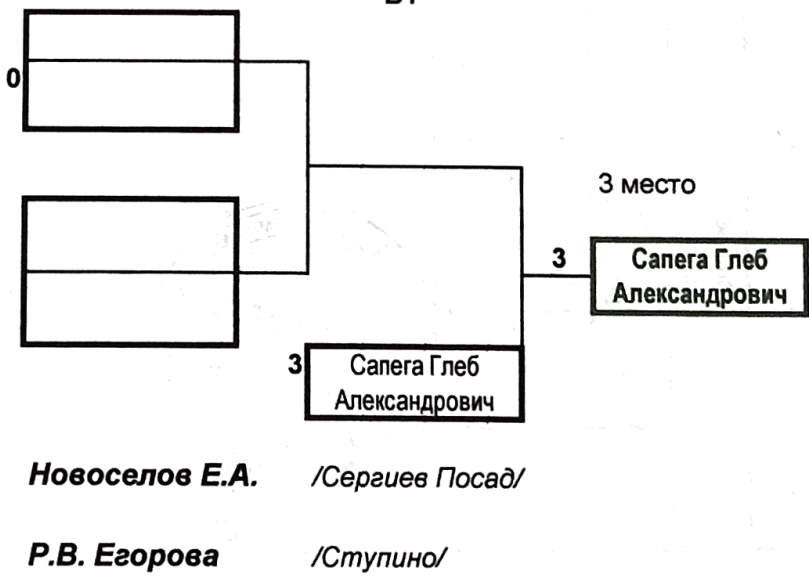 0
3 место
3
Сапега Глеб
Александрович
3
Сапега Глеб
Александрович
Новоселов Е.А. /Сергиев Посад/
Р.В. Егорова /Ступино/